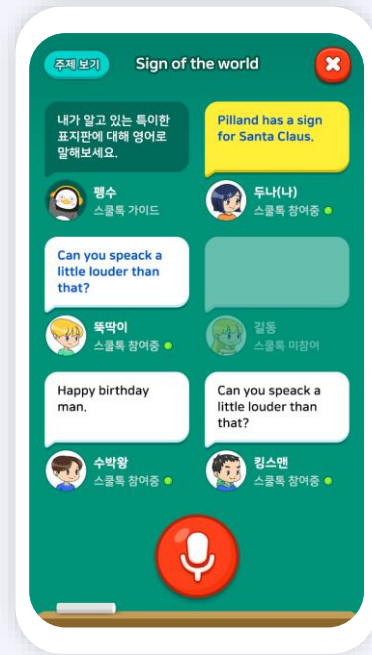 주제 보기
Sign of the world
내가 알고 있는 특이한
표지판에 대해 영어로
말해보세요.
펭수
스쿨톡 가이드
Pilland has a sign
for Santa Claus,
두나(나)
스쿨톡 참여중
Can you speack a
little louder than
that?
뚝딱이
스쿨톡 참여중
길동
스쿨톡 미참여
Happy birthday
man,
수박왕
스쿨톡 참여중
Can you speack a
little louder than
that?
킹스맨
스쿨톡 참여중